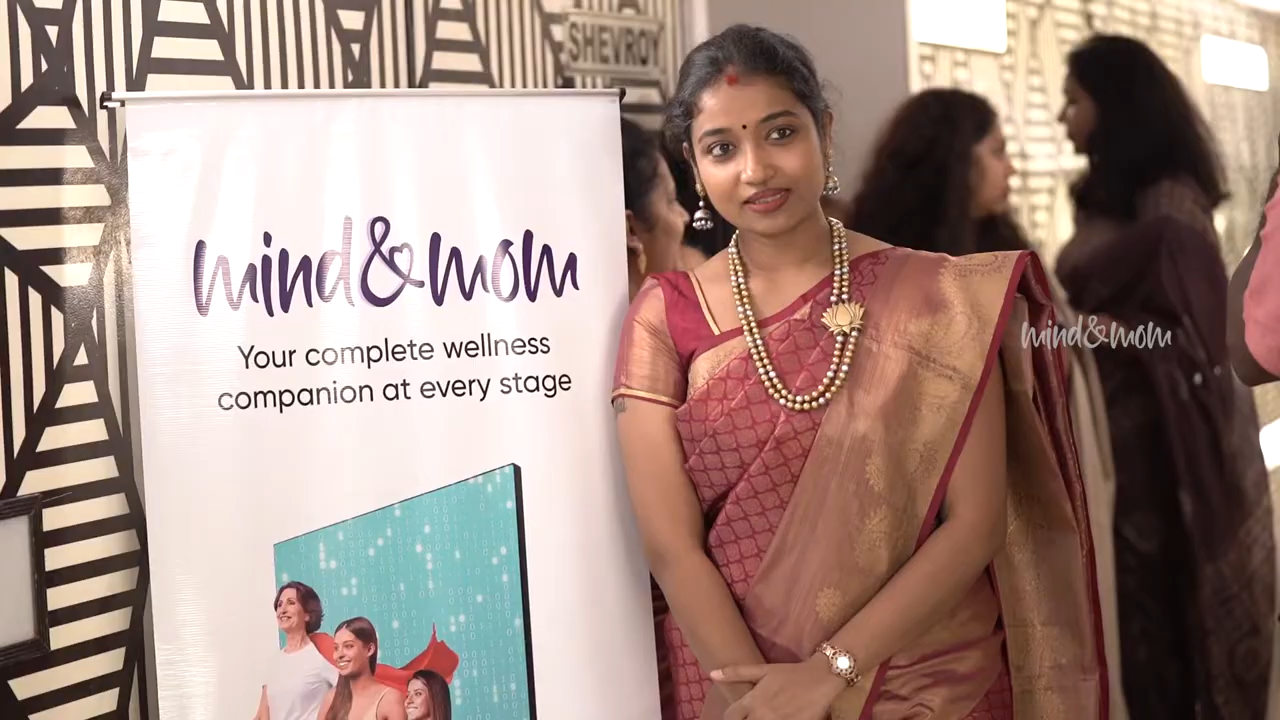 SHEVROY
mind&mom
Your complete wellness
companion at every stage
mind&mom